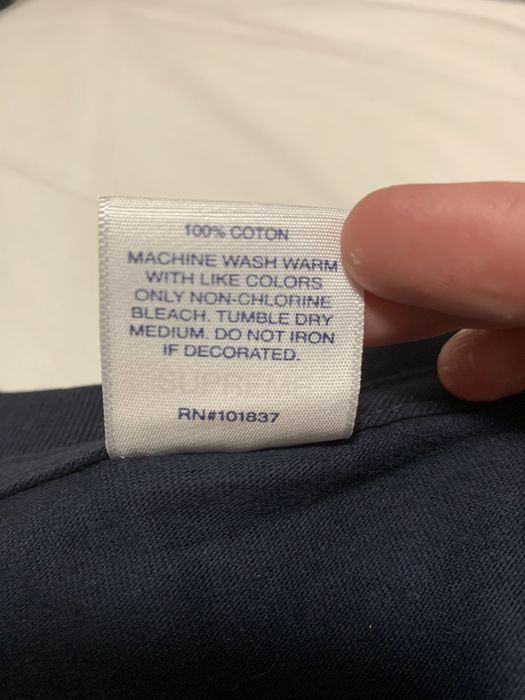 100% COTON
MACHINE WASH WARM
WITH LIKE COLORS
ONLY NON-CHLORINE
BLEACH. TUMBLE DRY
MEDIUM. DO NOT IRON
IF DECORATED.
SUPREME
RN#101837